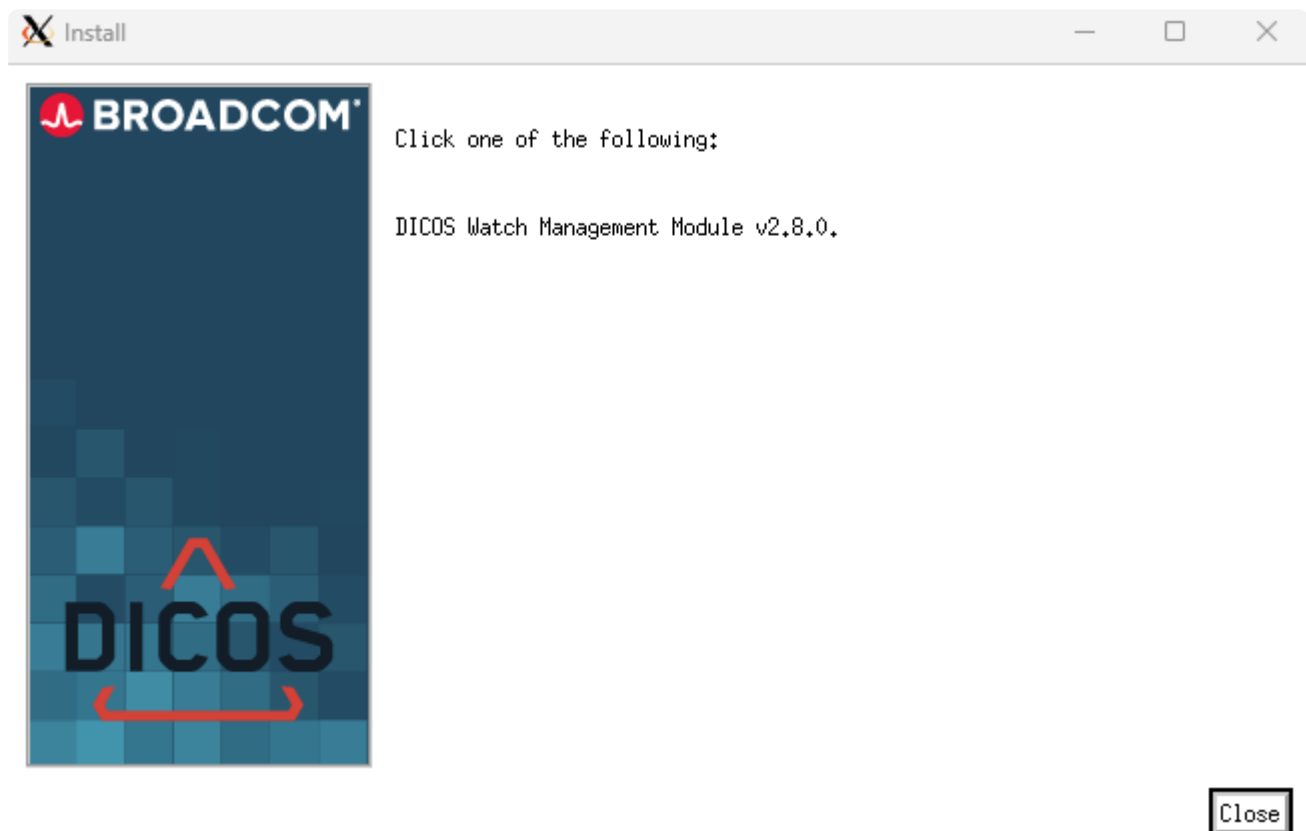 Install
BROADCOM
Click one of the following:
DICOS Watch Management Module v2.8.0.
DICOS
Close